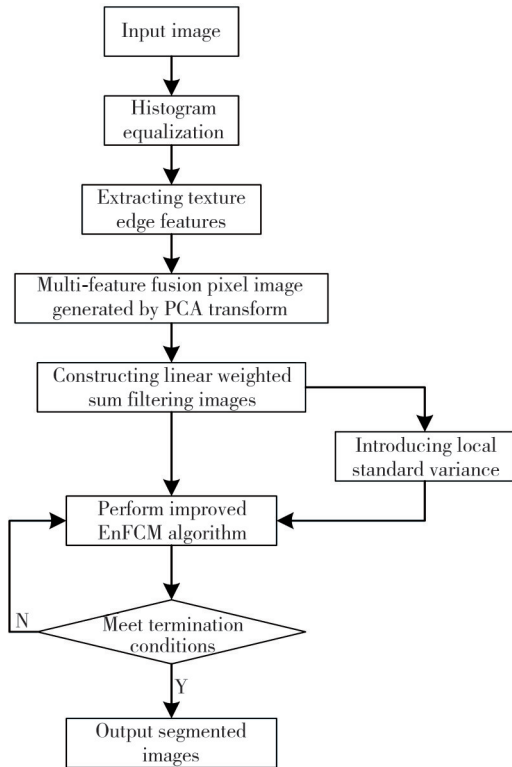 Input image
Histogram
equalization
Extracting texture
edge features
Multi-feature fusion pixel image
generated by PCA transform
Constructing linear weighted
sum filtering images
Introducing local
standard variance
Perform improved
EnFCM algorithm
N
Meet termination
conditions
Y
Output segmented
images